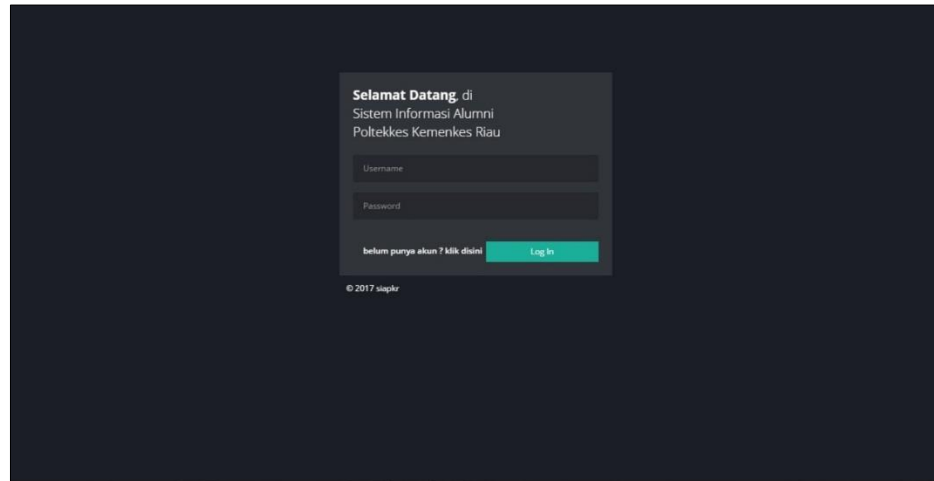 Selamat Datang, di
Sistem Informasi Alumni
Poltekkes Kemenkes Riau
Username
Password
belum punya akun ? klik disini
Log In
© 2017 siapkr